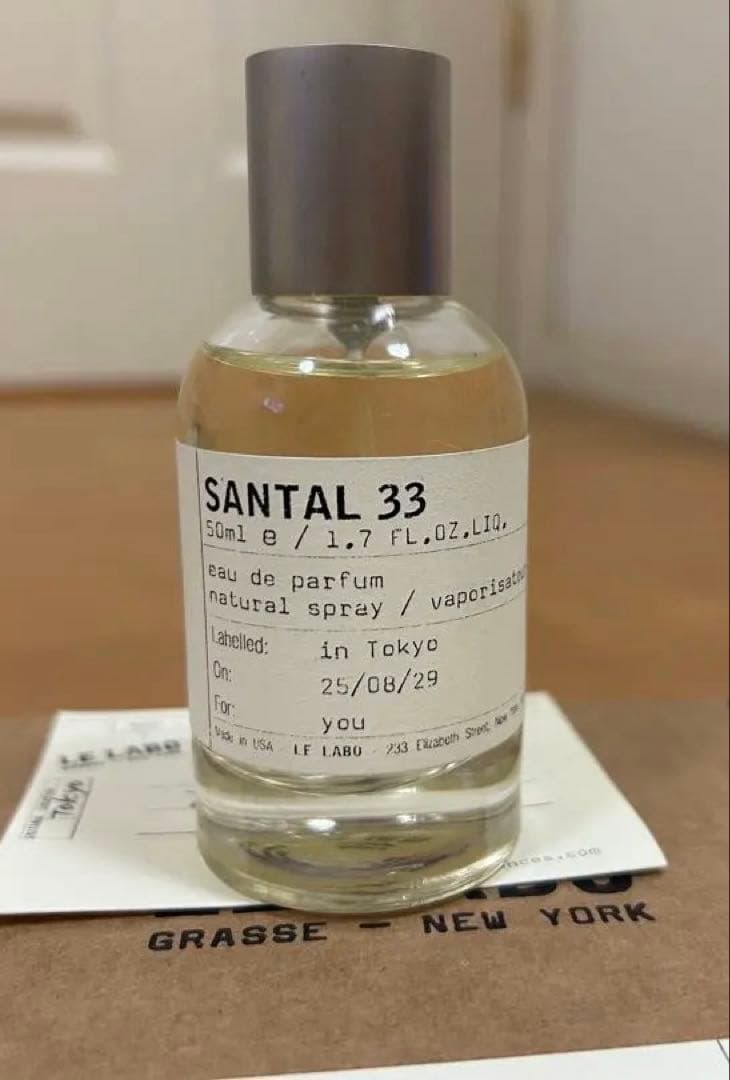 SANTAL 33
50ml e / 1.7 FL.OZ.LIQ.
eau de parfum
natural spray /
Labelled: in Tokyo
On: 25/08/29
For: you
Made in USA LE LABO - 233 Elizabeth Street, New
LE LABO
Tokyo
GRASSE — NEW YORK